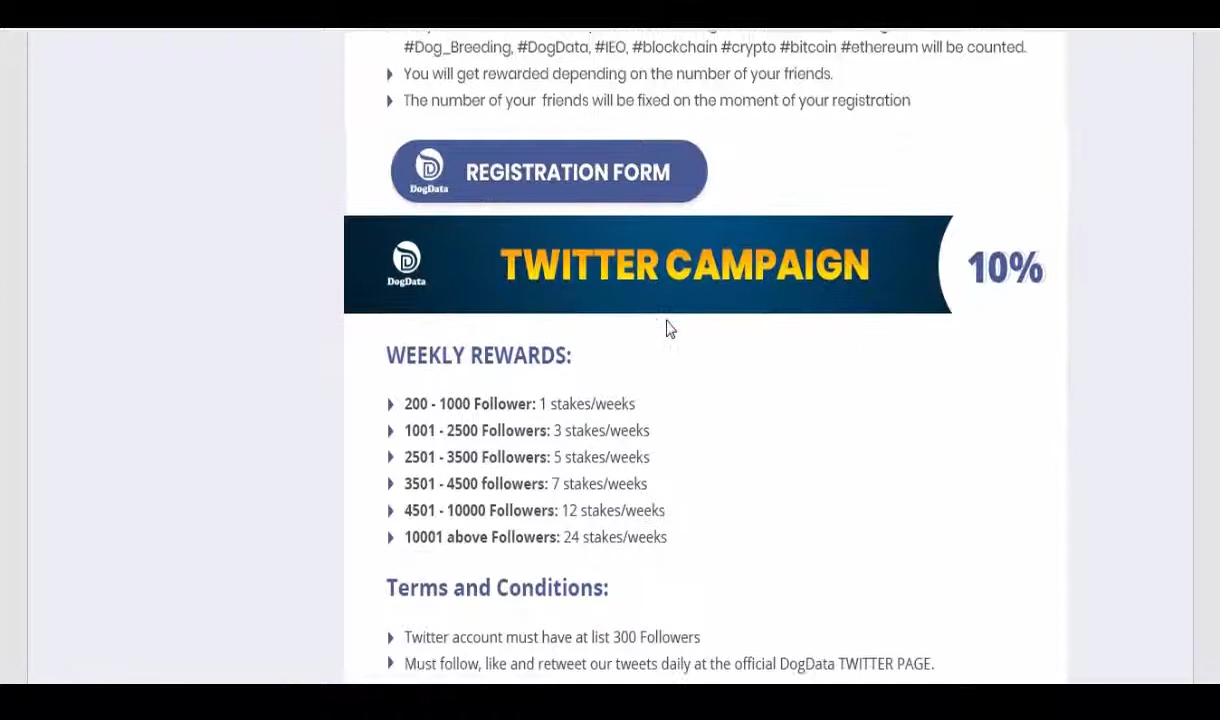 #Dog_Breeding, #DogData, #IEO, #blockchain #crypto #bitcoin #ethereum will be counted.
You will get rewarded depending on the number of your friends.
The number of your friends will be fixed on the moment of your registration
DogData
REGISTRATION FORM
DogData
TWITTER CAMPAIGN
10%
WEEKLY REWARDS:
200 - 1000 Follower: 1 stakes/weeks
1001 - 2500 Followers: 3 stakes/weeks
2501 - 3500 Followers: 5 stakes/weeks
3501 - 4500 followers: 7 stakes/weeks
4501 - 10000 Followers: 12 stakes/weeks
10001 above Followers: 24 stakes/weeks
Terms and Conditions:
Twitter account must have at list 300 Followers
Must follow, like and retweet our tweets daily at the official DogData TWITTER PAGE.